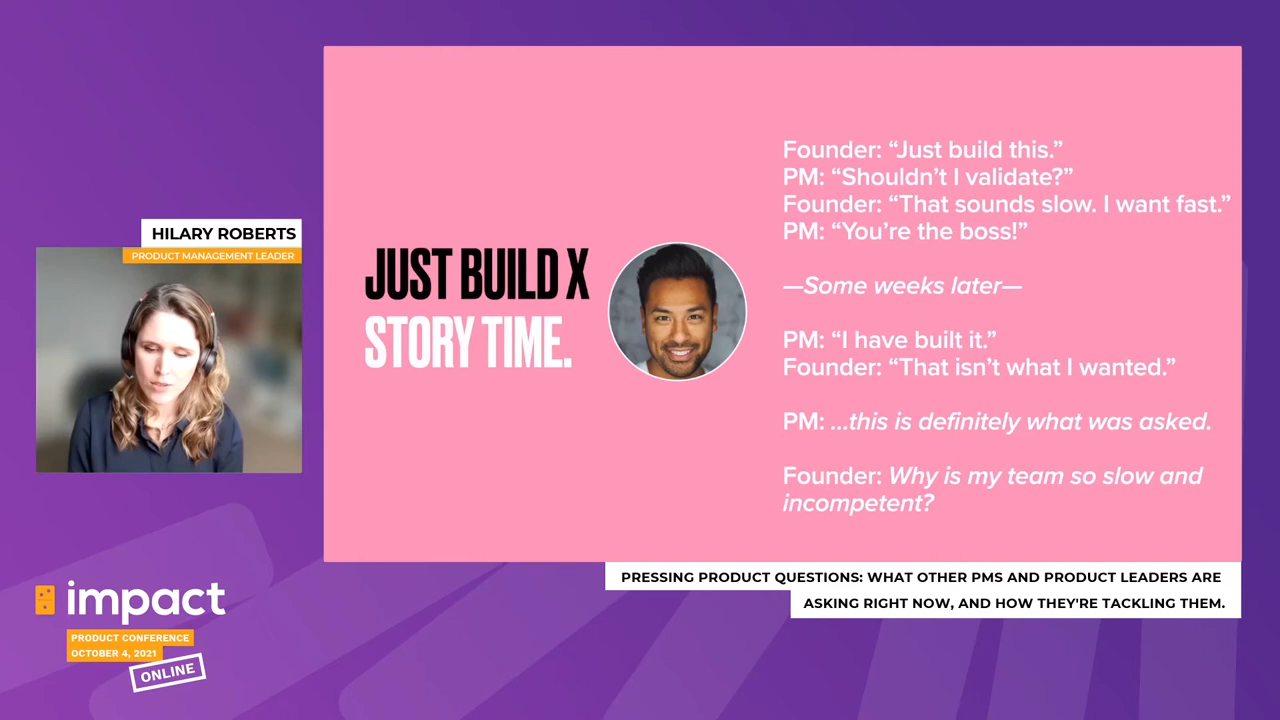 HILARY ROBERTS
PRODUCT MANAGEMENT LEADER
JUST BUILD X
STORY TIME.
Founder: “Just build this.”
PM: “Shouldn’t I validate?”
Founder: “That sounds slow. I want fast.”
PM: “You’re the boss!”
—Some weeks later—
PM: “I have built it.”
Founder: “That isn’t what I wanted.”
PM: ...this is definitely what was asked.
Founder: Why is my team so slow and
incompetent?
PRESSING PRODUCT QUESTIONS: WHAT OTHER PMS AND PRODUCT LEADERS ARE
ASKING RIGHT NOW, AND HOW THEY'RE TACKLING THEM.
impact
PRODUCT CONFERENCE
OCTOBER 4, 2021
ONLINE